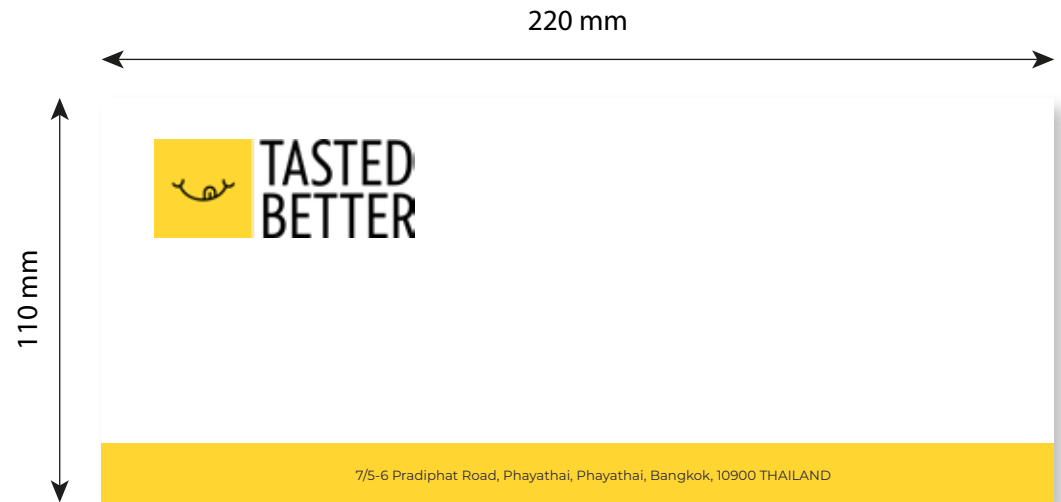 220 mm
110 mm
TASTED
BETTER
7/5-6 Pradiphat Road, Phayathai, Phayathai, Bangkok, 10900 THAILAND